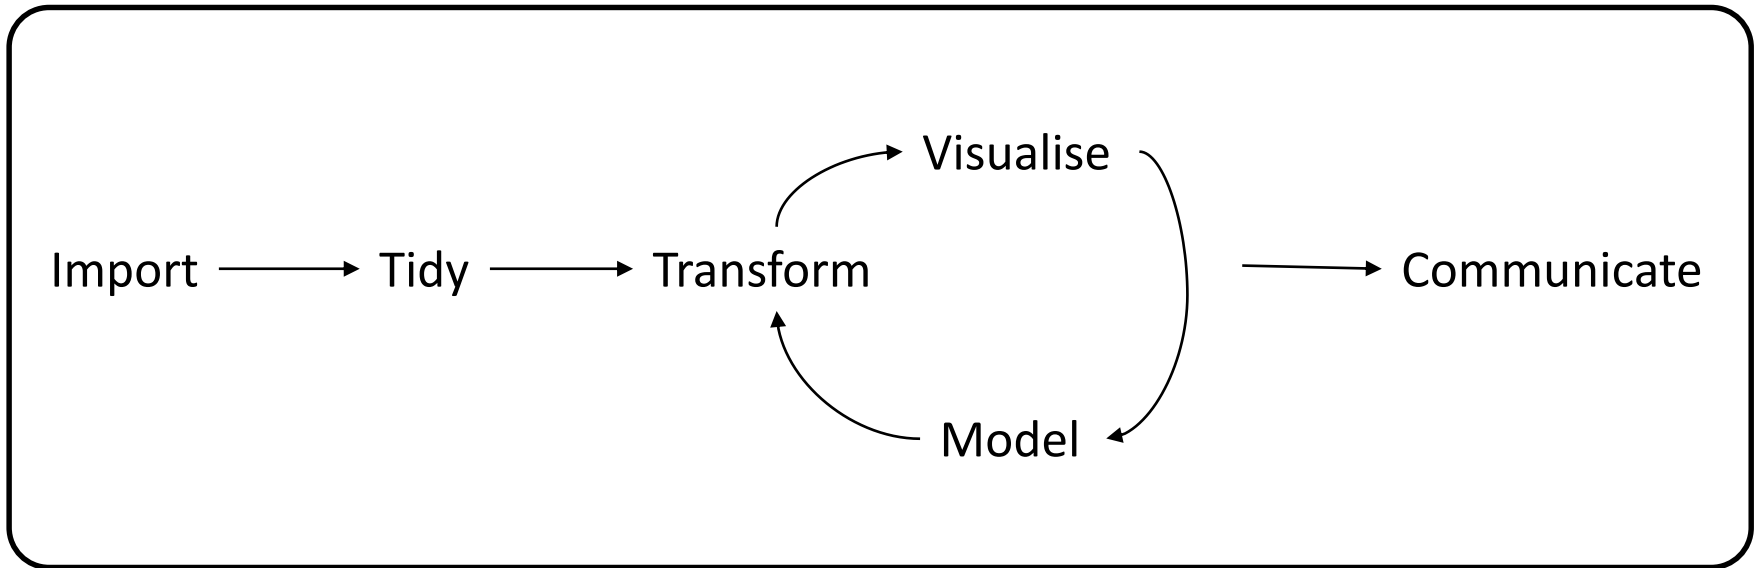 Import
Tidy
Transform
Visualise
Model
Communicate